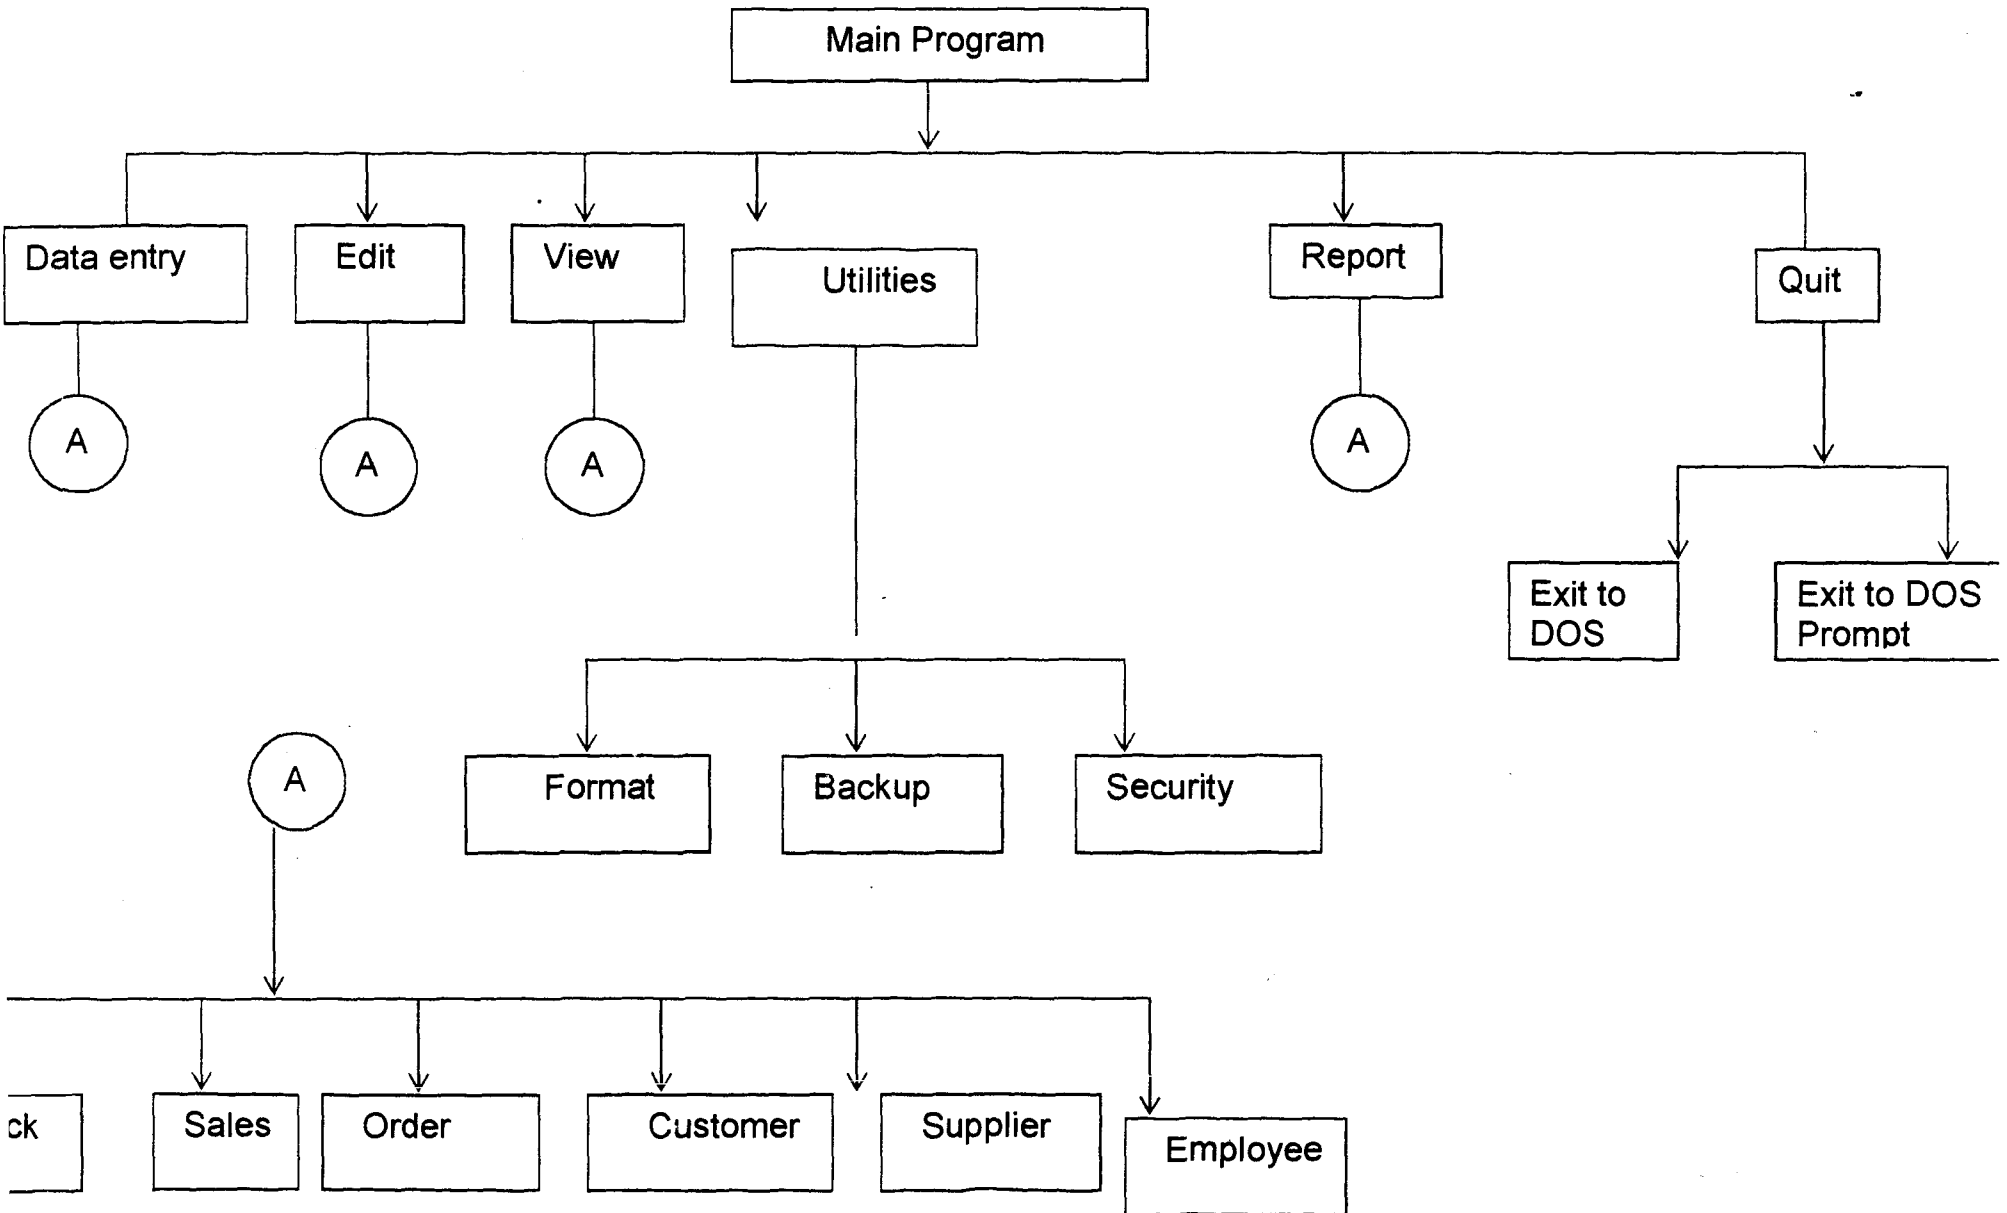 Main Program
Data entry
Edit
View
Utilities
Report
Quit
A
A
A
A
Exit to
DOS
Exit to DOS
Prompt
A
Format
Backup
Security
ck
Sales
Order
Customer
Supplier
Employee